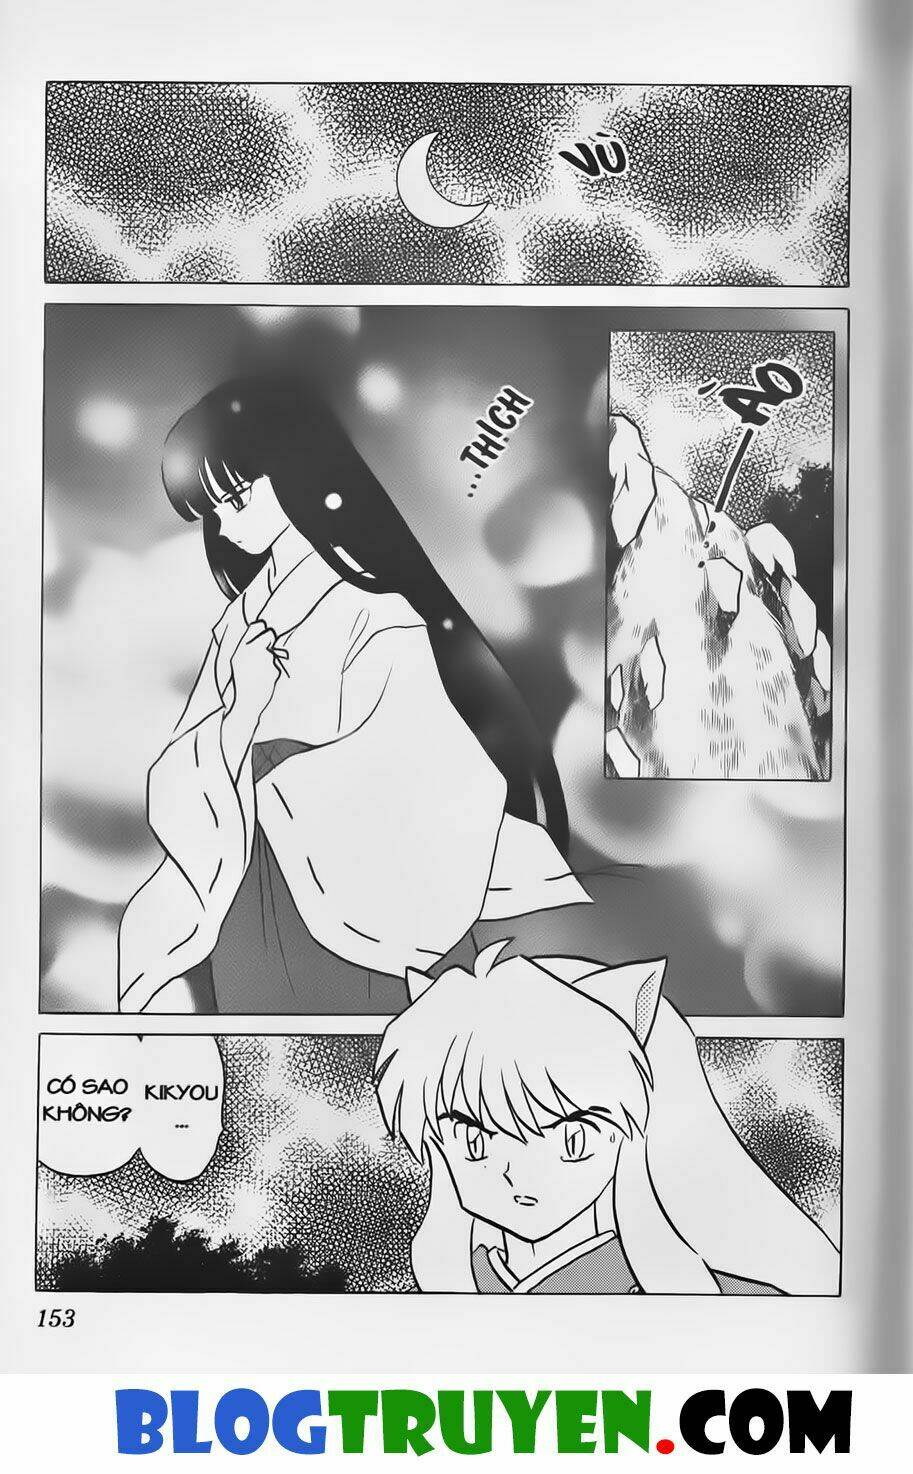 VÙ
ÀO
...THỊCH
KIKYOU
...
CÓ SAO
KHÔNG?
153
BLOGTRUYEN.COM